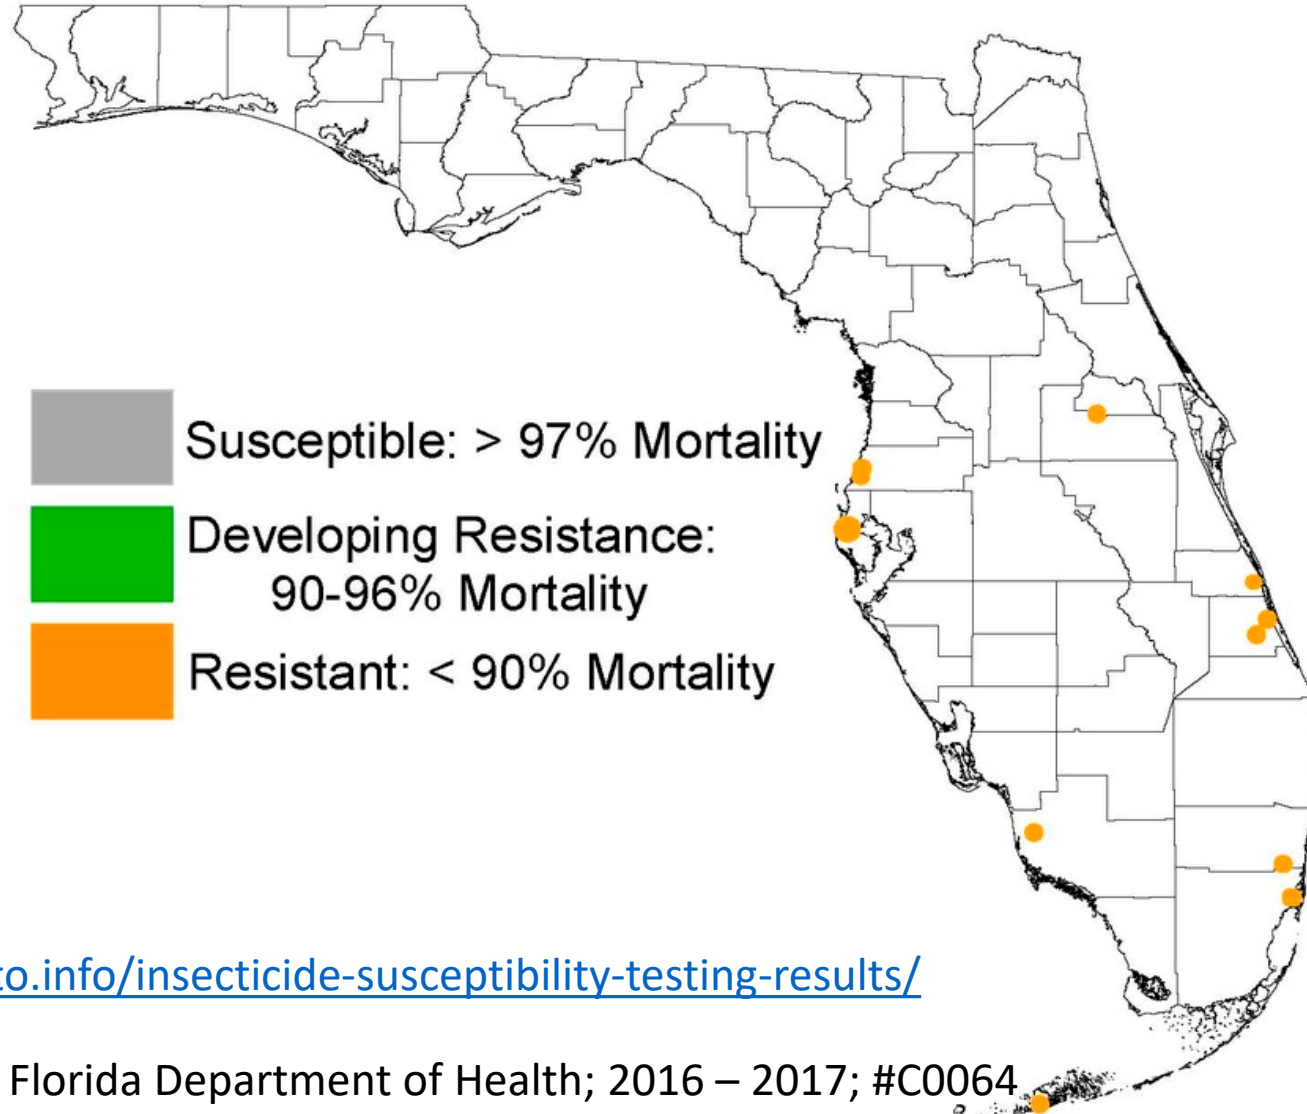 Susceptible: > 97% Mortality
Developing Resistance:
90-96% Mortality
Resistant: < 90% Mortality
to.info/insecticide-susceptibility-testing-results/
Florida Department of Health; 2016 – 2017; #C0064